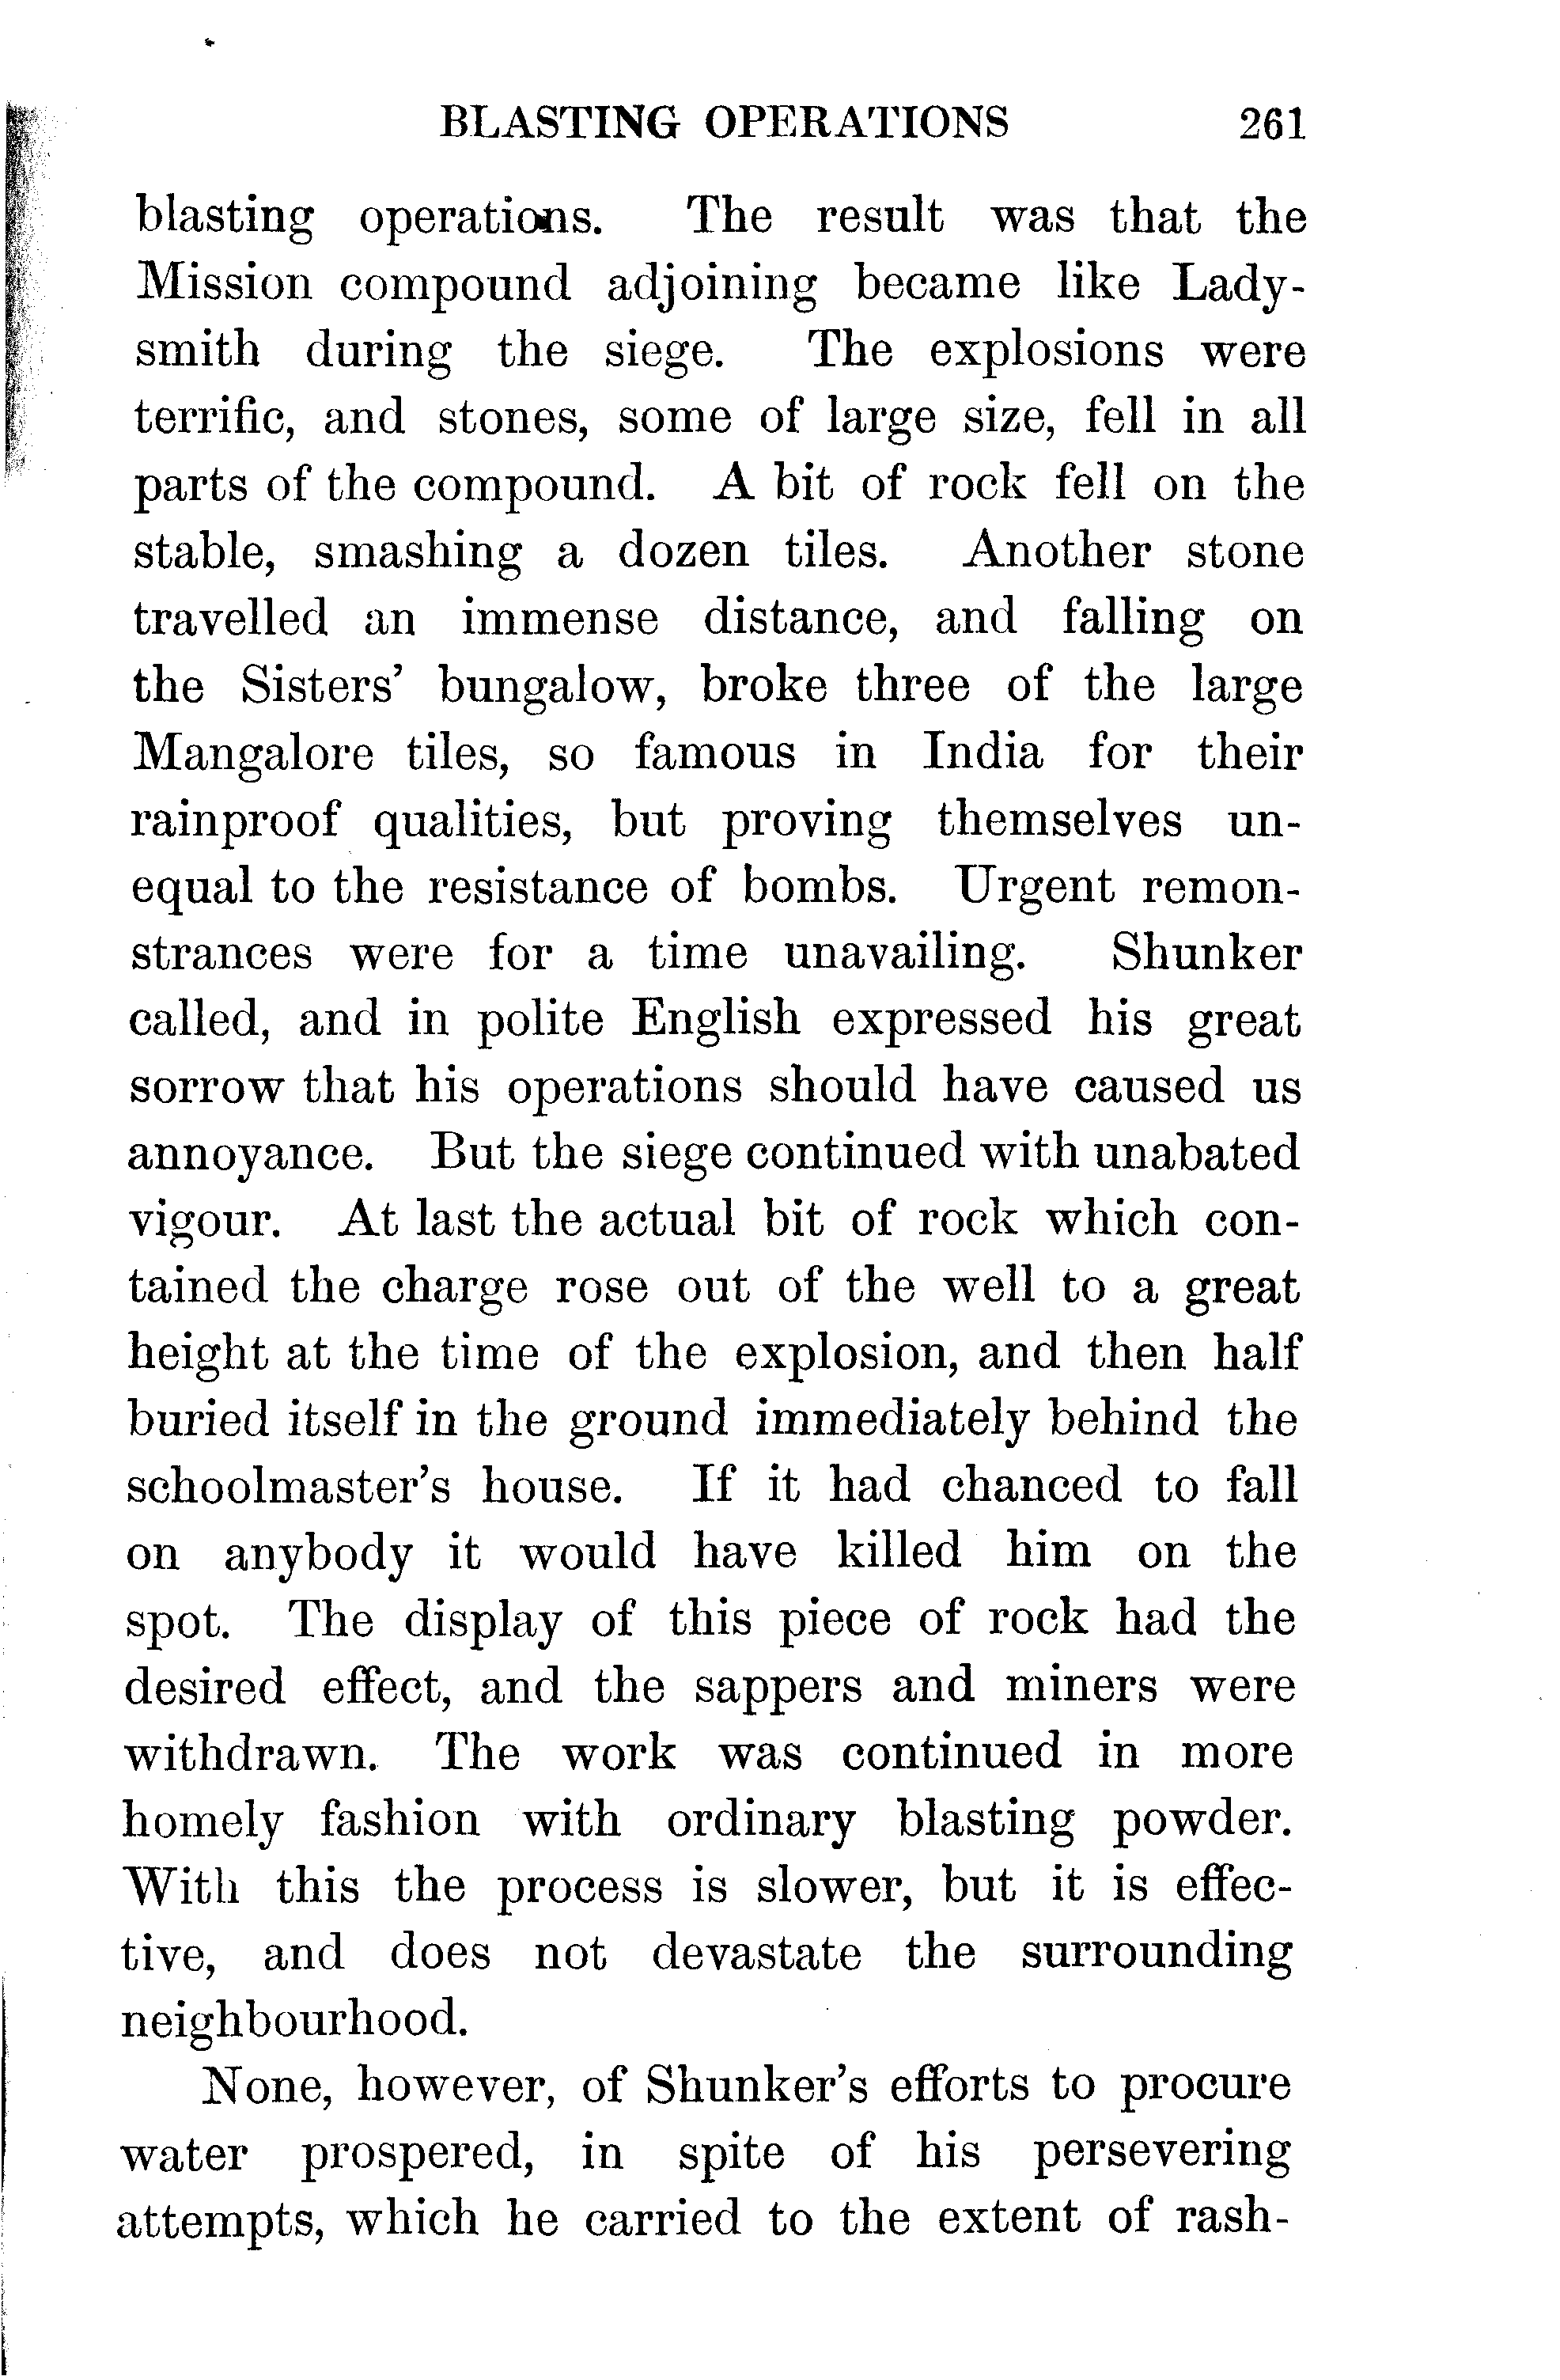 BLASTING OPERATIONS 261
blasting operations. The result was that the
Mission compound adjoining became like Lady-
smith during the siege. The explosions were
terrific, and stones, some of large size, fell in all
parts of the compound. A bit of rock fell on the
stable, smashing a dozen tiles. Another stone
travelled an immense distance, and falling on
the Sisters' bungalow, broke three of the large
Mangalore tiles, so famous in India for their
rainproof qualities, but proving themselves un-
equal to the resistance of bombs. Urgent remon-
strances were for a time unavailing. Shunker
called, and in polite English expressed his great
sorrow that his operations should have caused us
annoyance. But the siege continued with unabated
vigour. At last the actual bit of rock which con-
tained the charge rose out of the well to a great
height at the time of the explosion, and then half
buried itself in the ground immediately behind the
schoolmaster's house. If it had chanced to fall
on anybody it would have killed him on the
spot. The display of this piece of rock had the
desired effect, and the sappers and miners were
withdrawn. The work was continued in more
homely fashion with ordinary blasting powder.
With this the process is slower, but it is effec-
tive, and does not devastate the surrounding
neighbourhood.
None, however, of Shunker's efforts to procure
water prospered, in spite of his persevering
attempts, which he carried to the extent of rash-